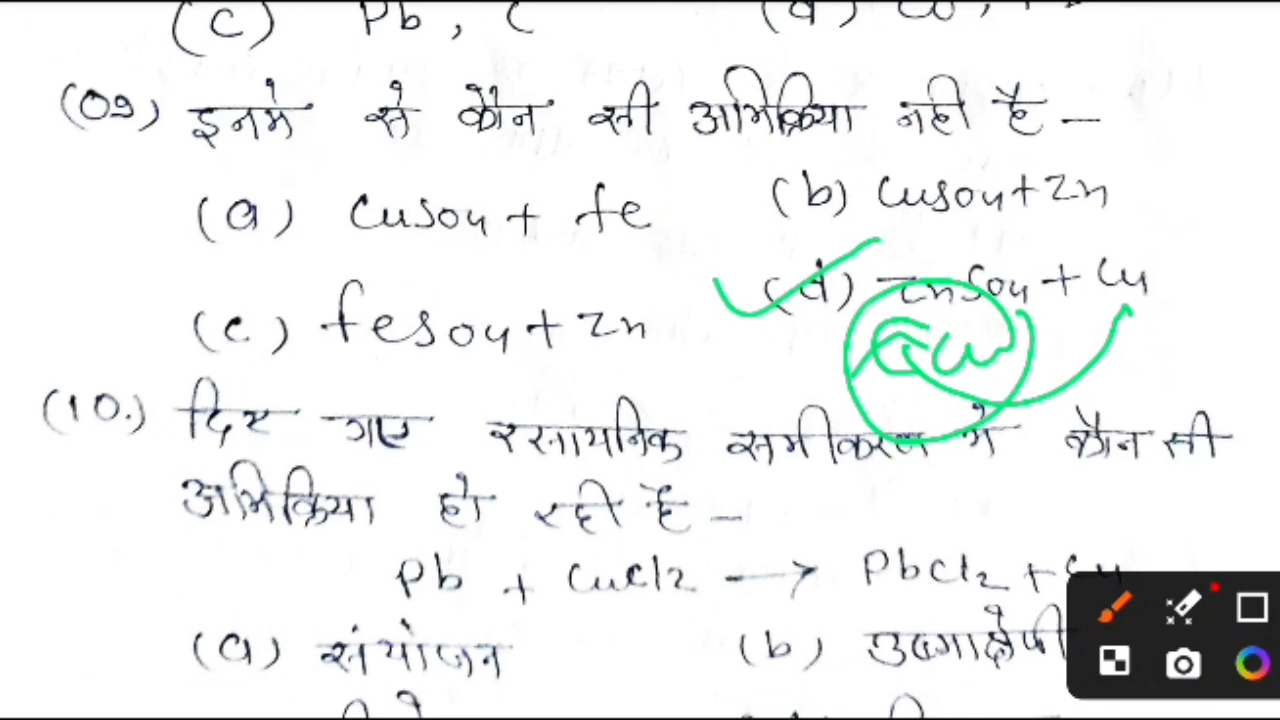 (c) Pb, C
(09) इनमे से कौन सी अभिक्रिया नही है –
(a) CuSO4 + fe (b) CuSO4 + Zn
(c) feSO4 + Zn (d) ZnSO4 + Cu
(10.) दिए गए रसायनिक समीकरण मे कौन सी
अभिक्रिया हो रही है –
Pb + CuCl2 → PbCl2 + Cu
(a) संयोजन (b)